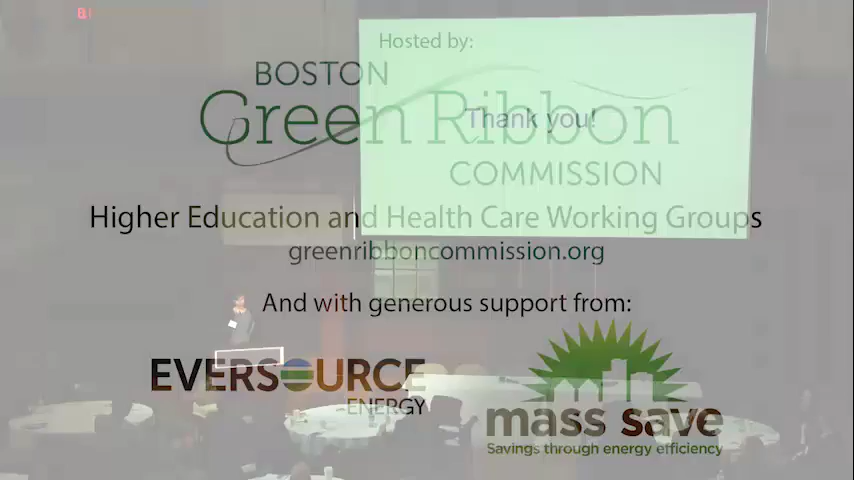 Hosted by:
BOSTON
Green Ribbon
Thank you!
COMMISSION
Higher Education and Health Care Working Groups
greenribboncommission.org
And with generous support from:
EVERSOURCE
ENERGY
mass save
Savings through energy efficiency